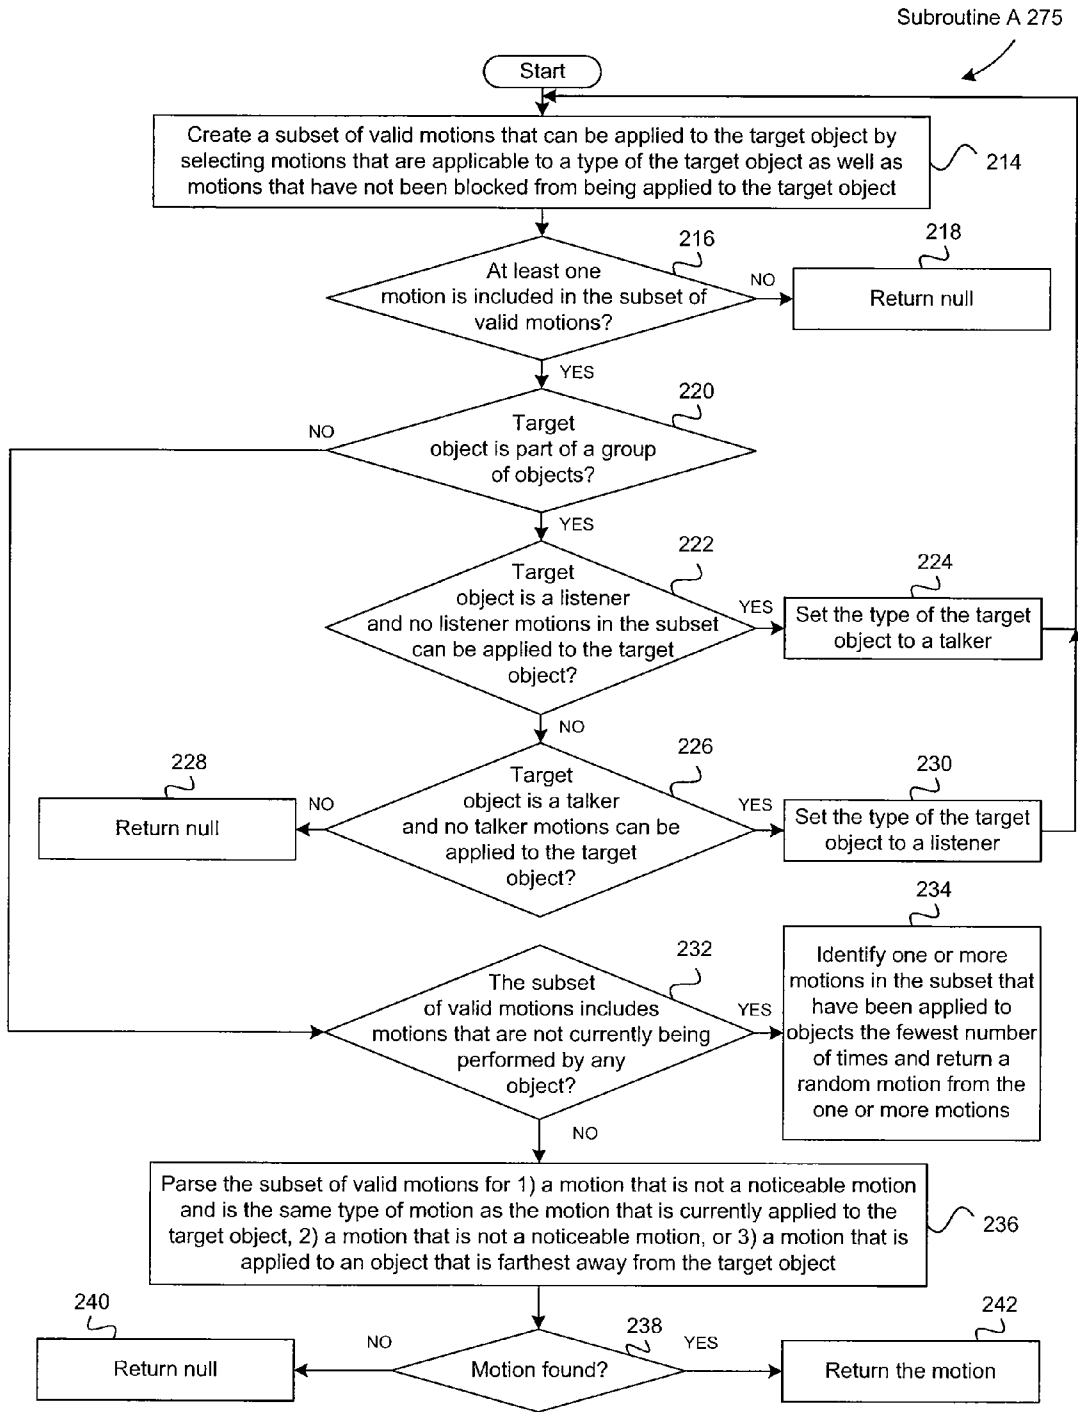 Subroutine A 275
Start
Create a subset of valid motions that can be applied to the target object by
selecting motions that are applicable to a type of the target object as well as
motions that have not been blocked from being applied to the target object
214
216
At least one
motion is included in the subset of
valid motions?
NO
218
Return null
YES
220
Target
object is part of a group
of objects?
NO
YES
222
Target
object is a listener
and no listener motions in the subset
can be applied to the target
object?
YES
224
Set the type of the target
object to a talker
NO
226
Target
object is a talker
and no talker motions can be
applied to the target
object?
NO
228
Return null
YES
230
Set the type of the target
object to a listener
232
The subset
of valid motions includes
motions that are not currently being
performed by any
object?
YES
234
Identify one or more
motions in the subset that
have been applied to
objects the fewest number
of times and return a
random motion from the
one or more motions
NO
Parse the subset of valid motions for 1) a motion that is not a noticeable motion
and is the same type of motion as the motion that is currently applied to the
target object, 2) a motion that is not a noticeable motion, or 3) a motion that is
applied to an object that is farthest away from the target object
236
238
Motion found?
NO
240
Return null
YES
242
Return the motion